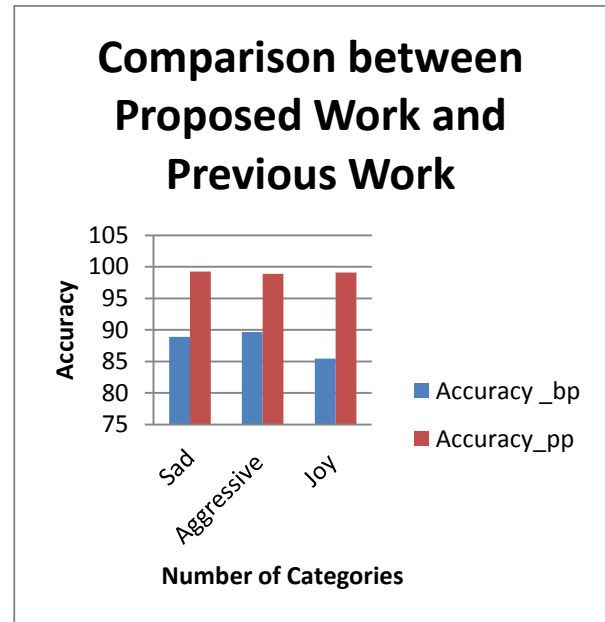 Comparison between
Proposed Work and
Previous Work
105
100
95
90
85
80
75
Accuracy
Sad
Aggressive
Joy
Accuracy _bp
Accuracy_pp
Number of Categories